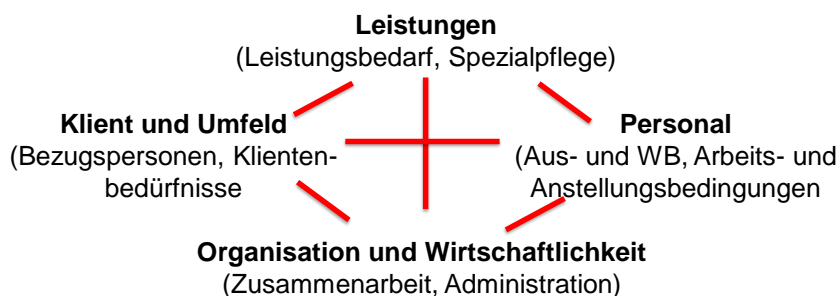 Leistungen
(Leistungsbedarf, Spezialpflege)
Klient und Umfeld
(Bezugspersonen, Klienten-
bedürfnisse
Personal
(Aus- und WB, Arbeits- und
Anstellungsbedingungen
Organisation und Wirtschaftlichkeit
(Zusammenarbeit, Administration)